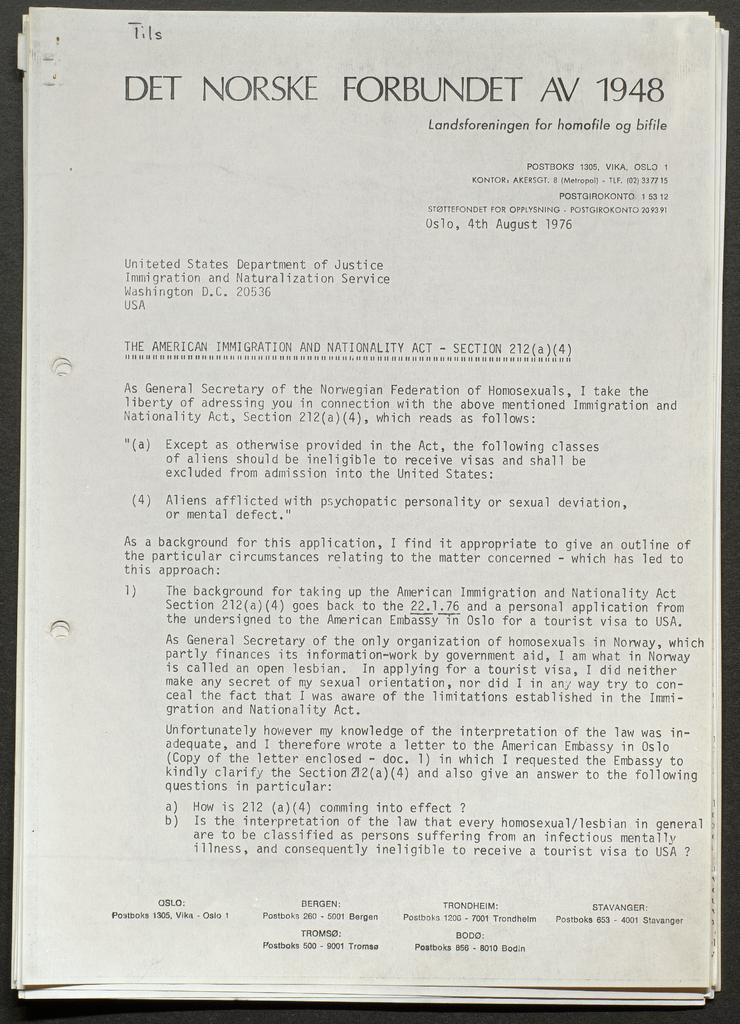 Tils
DET NORSKE FORBUNDET AV 1948
Landsforeningen for homofile og bifile
POSTBOKS 1305, VIKA, OSLO 1
KONTOR: AKERSGT. 8 (Metropol) - TLF. (02) 33 77 15
POSTGIROKONTO 1 53 12
STØTTEFONDET FOR OPPLYSNING - POSTGIROKONTO 20 93 91
Oslo, 4th August 1976
Uniteted States Department of Justice
Immigration and Naturalization Service
Washington D.C. 20536
USA
THE AMERICAN IMMIGRATION AND NATIONALITY ACT - SECTION 212(a)(4)
As General Secretary of the Norwegian Federation of Homosexuals, I take the
liberty of adressing you in connection with the above mentioned Immigration and
Nationality Act, Section 212(a)(4), which reads as follows:
"(a) Except as otherwise provided in the Act, the following classes
of aliens should be ineligible to receive visas and shall be
excluded from admission into the United States:
(4) Aliens afflicted with psychopatic personality or sexual deviation,
or mental defect."
As a background for this application, I find it appropriate to give an outline of
the particular circumstances relating to the matter concerned - which has led to
this approach:
1) The background for taking up the American Immigration and Nationality Act
Section 212(a)(4) goes back to the 22.1.76 and a personal application from
the undersigned to the American Embassy in Oslo for a tourist visa to USA.
As General Secretary of the only organization of homosexuals in Norway, which
partly finances its information-work by government aid, I am what in Norway
is called an open lesbian. In applying for a tourist visa, I did neither
make any secret of my sexual orientation, nor did I in any way try to con-
ceal the fact that I was aware of the limitations established in the Immi-
gration and Nationality Act.
Unfortunately however my knowledge of the interpretation of the law was in-
adequate, and I therefore wrote a letter to the American Embassy in Oslo
(Copy of the letter enclosed - doc. 1) in which I requested the Embassy to
kindly clarify the Section 212(a)(4) and also give an answer to the following
questions in particular:
a) How is 212 (a)(4) comming into effect ?
b) Is the interpretation of the law that every homosexual/lesbian in general
are to be classified as persons suffering from an infectious mentally
illness, and consequently ineligible to receive a tourist visa to USA ?
OSLO: BERGEN: TRONDHEIM: STAVANGER:
Postboks 1305, Vika - Oslo 1 Postboks 260 - 5001 Bergen Postboks 1206 - 7001 Trondheim Postboks 653 - 4001 Stavanger
TROMSØ: BODØ:
Postboks 500 - 9001 Tromsø Postboks 856 - 8010 Bodin